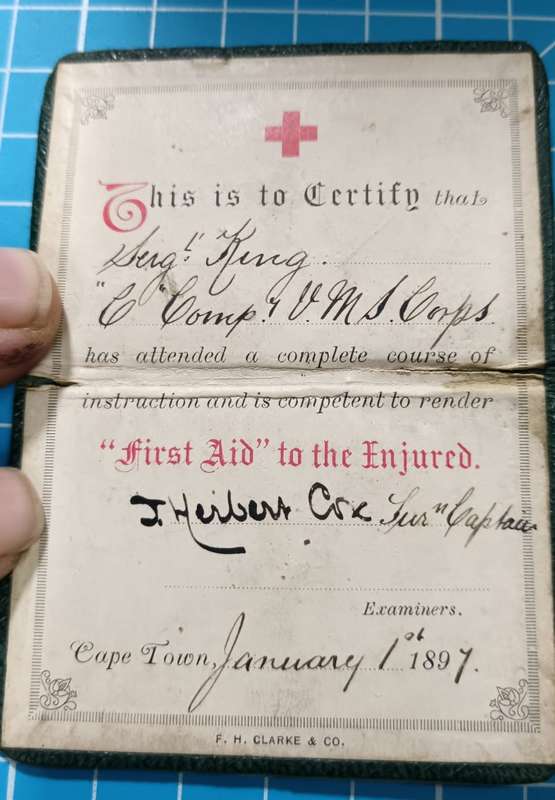 This is to Certify that
Sergt. King.
"C" Compy. V. M. S. Corps
has attended a complete course of
instruction and is competent to render
"First Aid" to the Injured.
J. Herbert Cox Surn Captain
Examiners.
Cape Town, January 1st 1897.
F. H. CLARKE & CO.